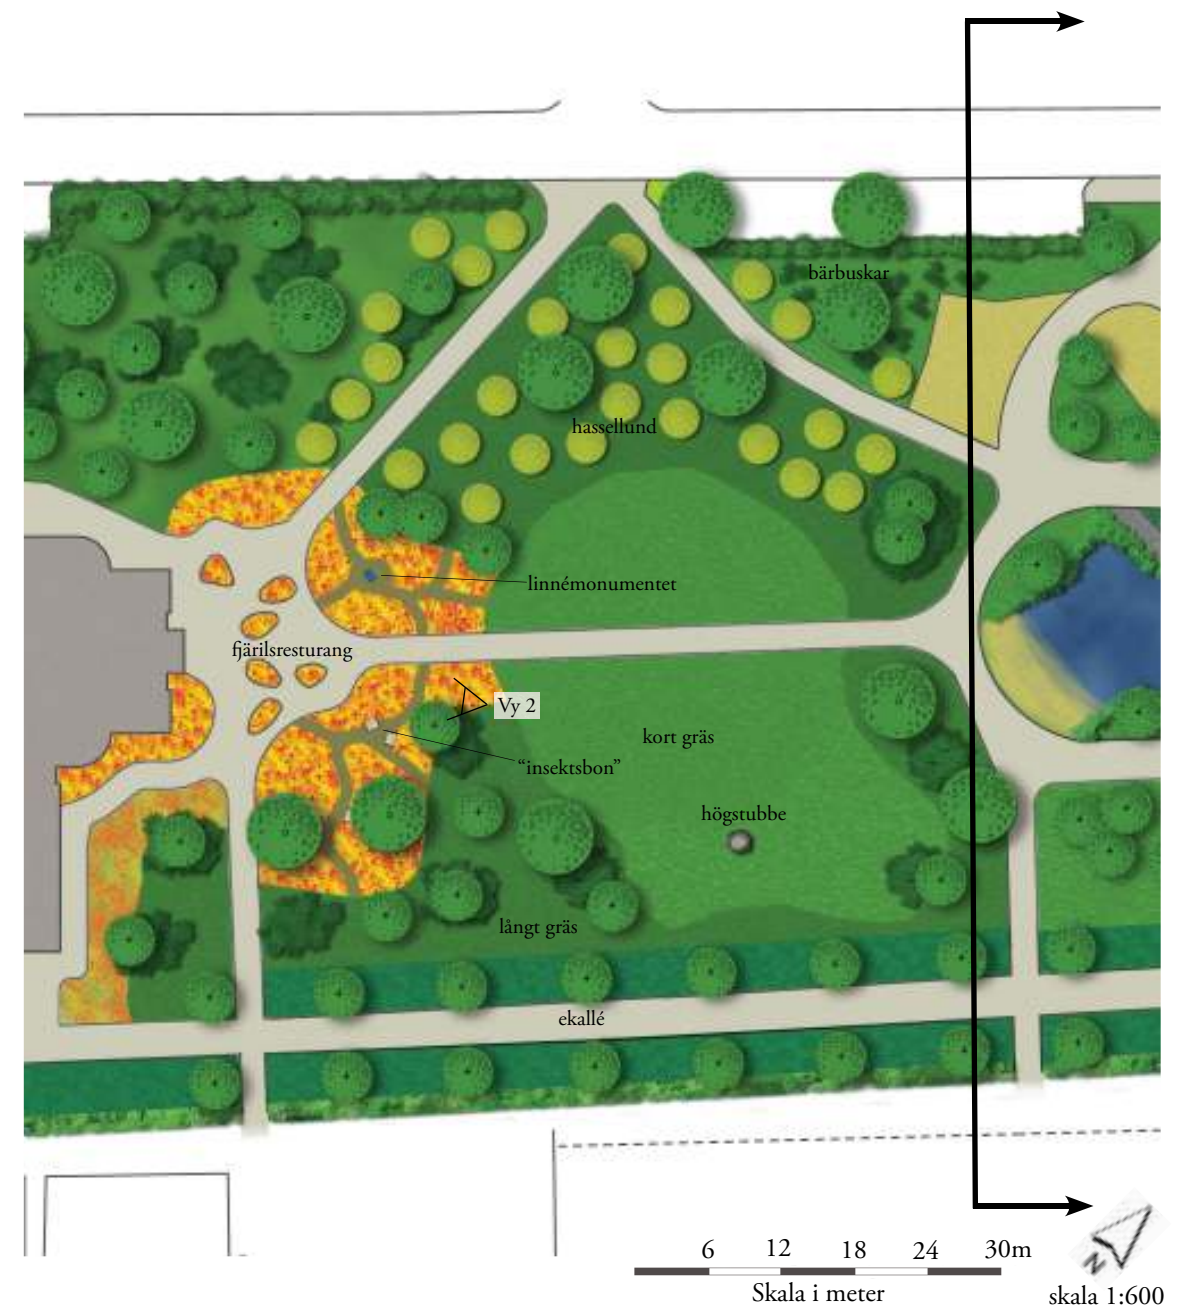 bärbuskar
hassellund
linnémonumentet
fjärilsresturang
Vy 2
kort gräs
“insektsbon”
högstubbe
långt gräs
ekallé
6 12 18 24 30m
Skala i meter
N
skala 1:600